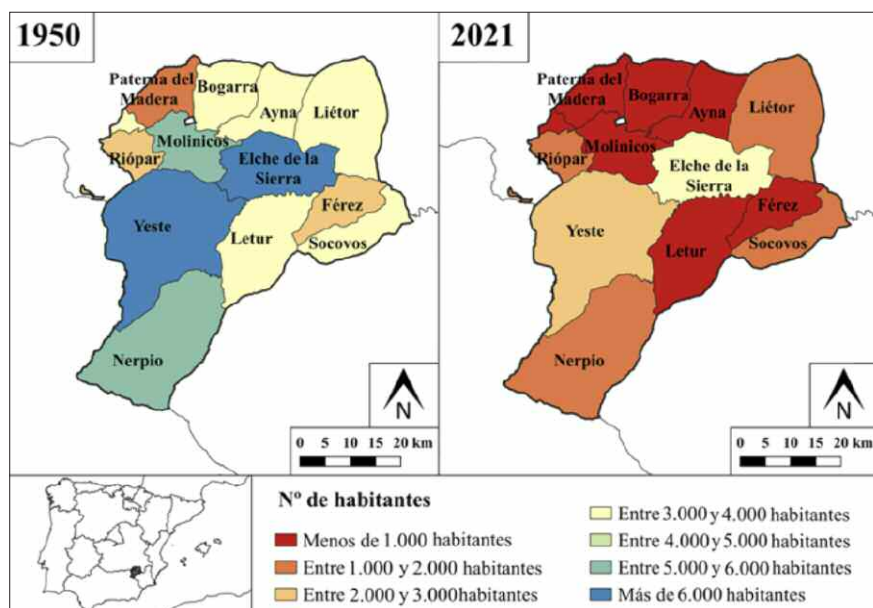 1950
Paterna del
Madera
Bogarra
Ayna
Liétor
Molinicos
Riópar
Elche de la
Sierra
Férez
Yeste
Letur
Socovos
Nerpio
N
0 5 10 15 20 km
2021
Paterna del
Madera
Bogarra
Ayna
Liétor
Molinicos
Riópar
Elche de la
Sierra
Férez
Yeste
Letur
Socovos
Nerpio
N
0 5 10 15 20 km
Nº de habitantes
Menos de 1.000 habitantes
Entre 1.000 y 2.000 habitantes
Entre 2.000 y 3.000habitantes
Entre 3.000 y 4.000 habitantes
Entre 4.000 y 5.000 habitantes
Entre 5.000 y 6.000 habitantes
Más de 6.000 habitantes